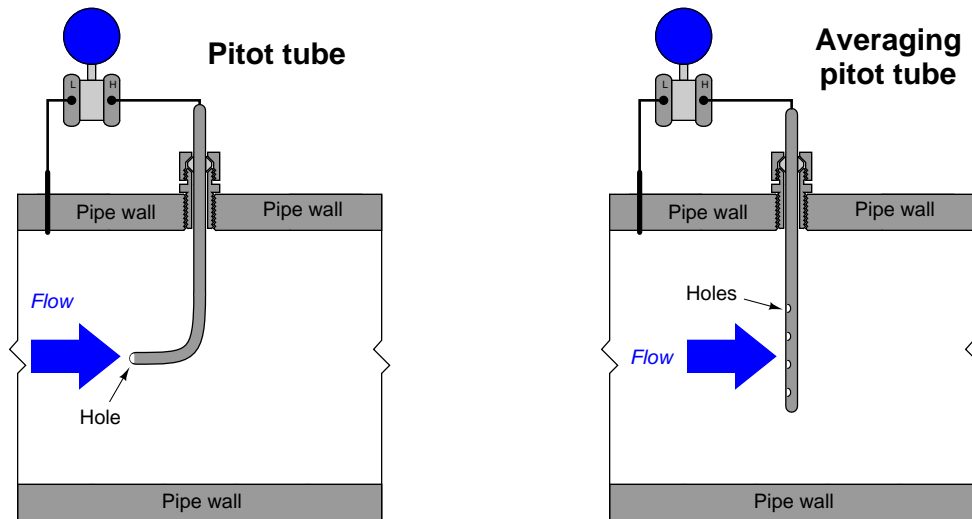 Pitot tube
L
H
Pipe wall
Pipe wall
Flow
Hole
Pipe wall
Averaging
pitot tube
L
H
Pipe wall
Pipe wall
Holes
Flow
Pipe wall